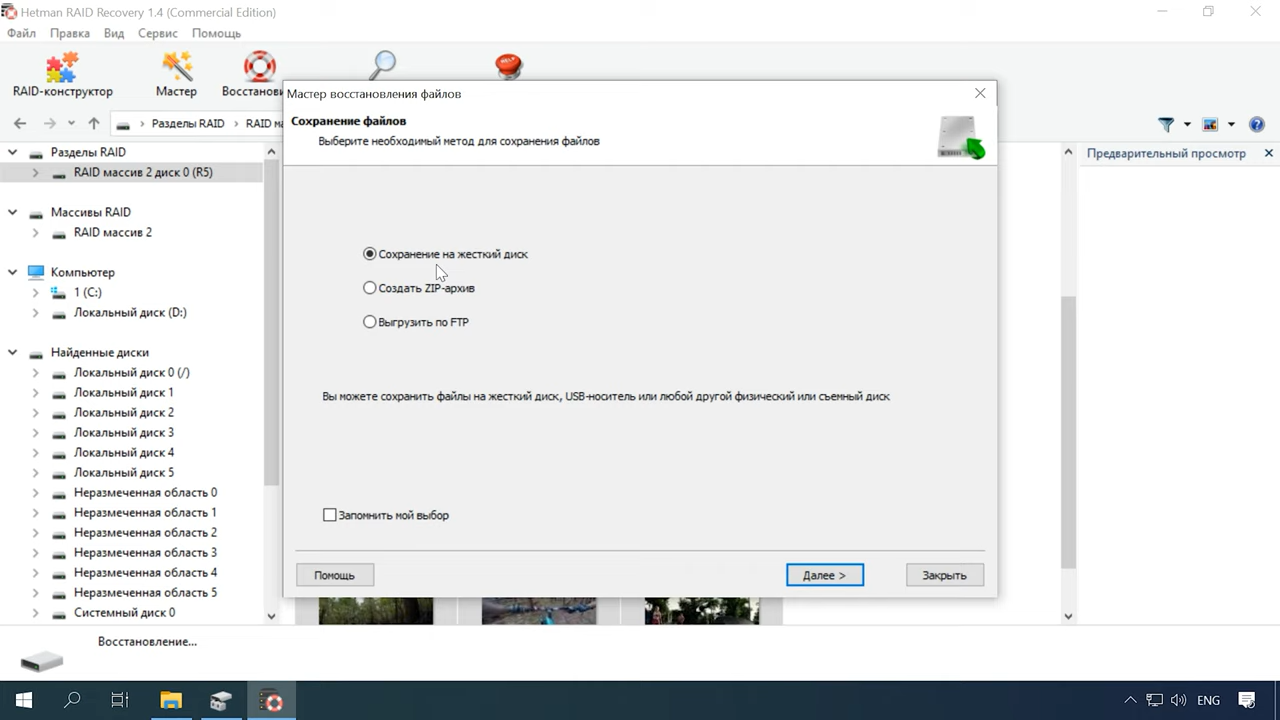 Hetman RAID Recovery 1.4 (Commercial Edition)
Файл Правка Вид Сервис Помощь
RAID-конструктор Мастер
HELP
Мастер восстановления файлов
Сохранение файлов
Выберите необходимый метод для сохранения файлов
Разделы RAID
Предварительный просмотр
Разделы RAID
RAID массив 2 диск 0 (R5)
Массивы RAID
RAID массив 2
Компьютер
1 (C:)
Локальный диск (D:)
Найденные диски
Локальный диск 0 (/)
Локальный диск 1
Локальный диск 2
Локальный диск 3
Локальный диск 4
Локальный диск 5
Неразмеченная область 0
Неразмеченная область 1
Неразмеченная область 2
Неразмеченная область 3
Неразмеченная область 4
Неразмеченная область 5
Системный диск 0
Сохранение на жесткий диск
Создать ZIP-архив
Выгрузить по FTP
Вы можете сохранить файлы на жесткий диск, USB-носитель или любой другой физический или съемный диск
Запомнить мой выбор
Помощь Далее > Закрыть
Восстановление...
ENG